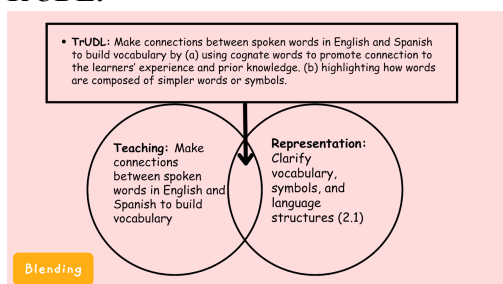 • TrUDL: Make connections between spoken words in English and Spanish
to build vocabulary by (a) using cognate words to promote connection to
the learners' experience and prior knowledge. (b) highlighting how words
are composed of simpler words or symbols.
Teaching: Make
connections
between spoken
words in English and
Spanish to build
vocabulary
Representation:
Clarify
vocabulary,
symbols, and
language
structures (2.1)
Blending